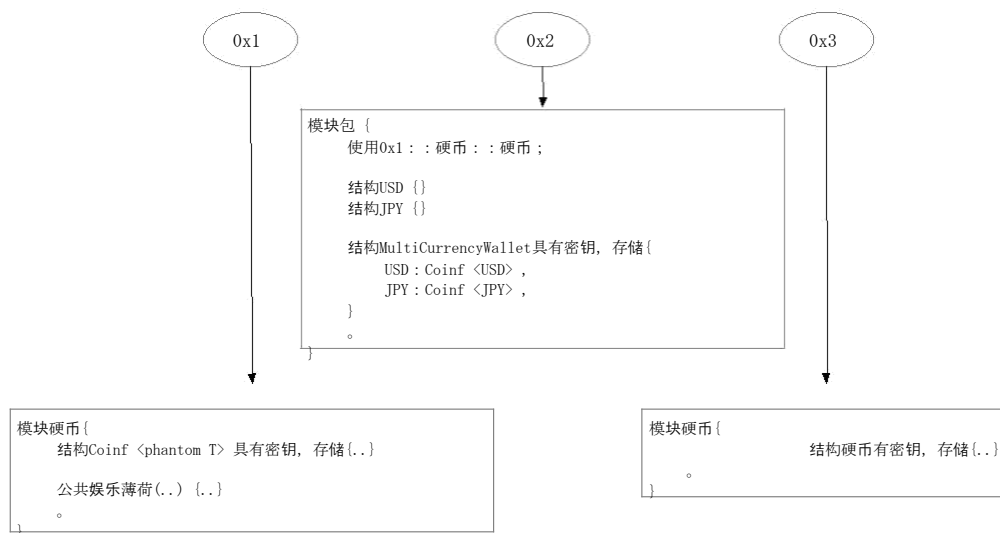 0x1
0x2
0x3
模块包 {
使用0x1：：硬币：：硬币；
结构USD {}
结构JPY {}
结构MultiCurrencyWallet具有密钥，存储{
USD：Coinf <USD>，
JPY：Coinf <JPY>，
}
。
}
模块硬币{
结构Coinf <phantom T> 具有密钥，存储{..}
公共娱乐薄荷(..) {..}
。
}
模块硬币{
结构硬币有密钥，存储{..}
。
}